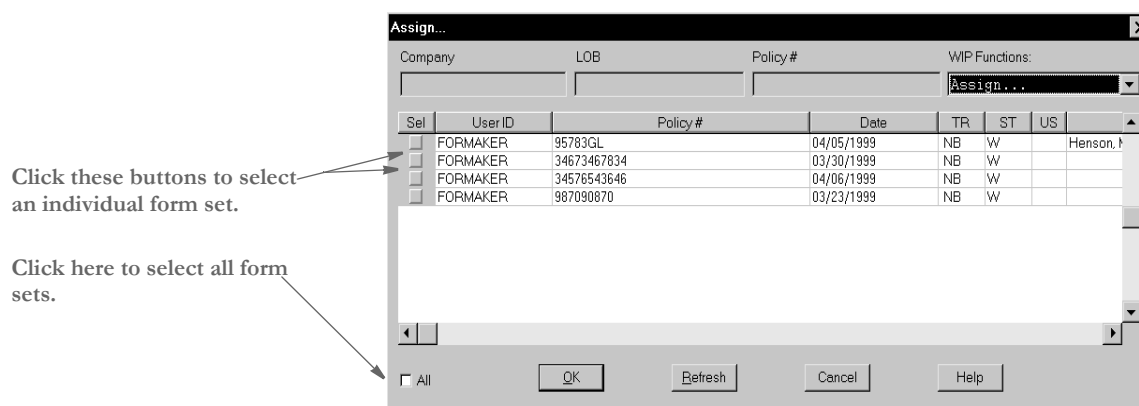 Assign...
Company LOB Policy # WIP Functions:
Assign...
Sel User ID Policy # Date TR ST US
FORMAKER 95783GL 04/05/1999 NB W Henson,
FORMAKER 34673467834 03/30/1999 NB W
FORMAKER 34576543646 04/06/1999 NB W
FORMAKER 987090870 03/23/1999 NB W
Click these buttons to select
an individual form set.
Click here to select all form
sets.
All OK Refresh Cancel Help